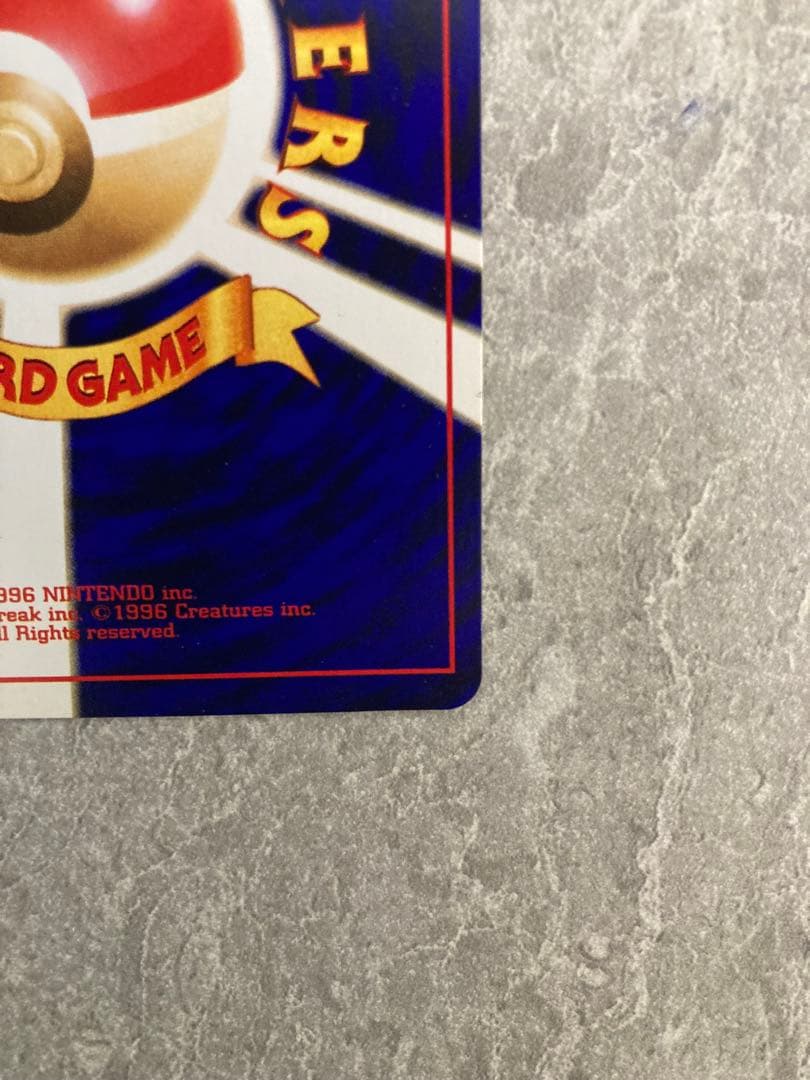 ERS
RD GAME
996 NINTENDO inc.
reak inc. ©1996 Creatures inc.
ll Rights reserved.